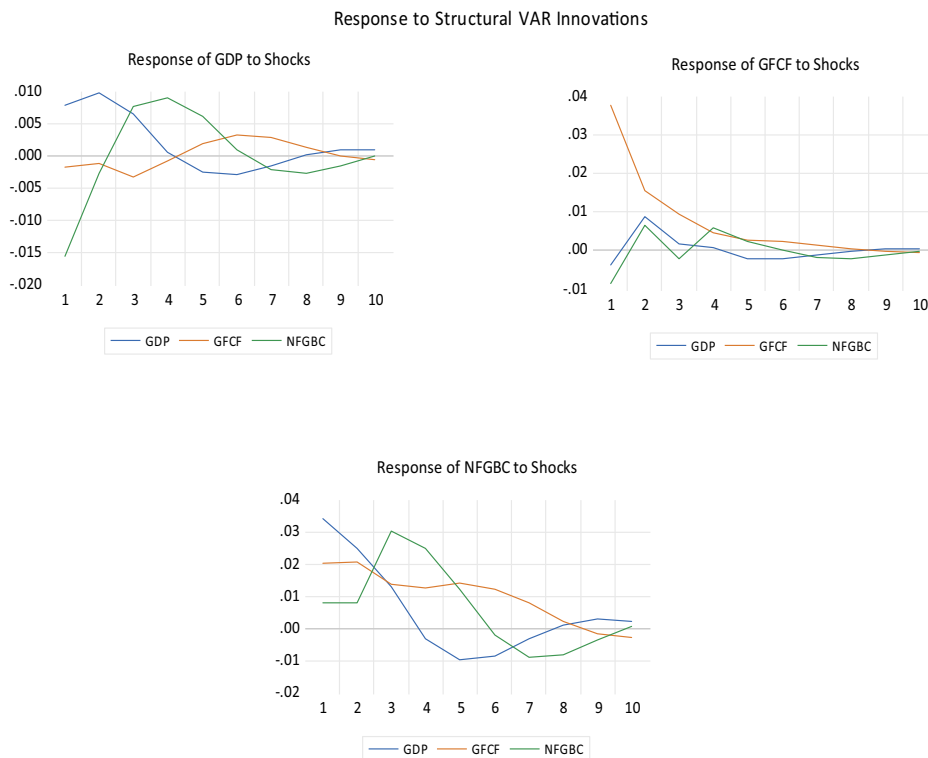 Response to Structural VAR Innovations
Response of GDP to Shocks
.010
.005
.000
-.005
-.010
-.015
-.020
1 2 3 4 5 6 7 8 9 10
GDP GFCF NFGBC
Response of GFCF to Shocks
.04
.03
.02
.01
.00
-.01
1 2 3 4 5 6 7 8 9 10
GDP GFCF NFGBC
Response of NFGBC to Shocks
.04
.03
.02
.01
.00
-.01
-.02
1 2 3 4 5 6 7 8 9 10
GDP GFCF NFGBC